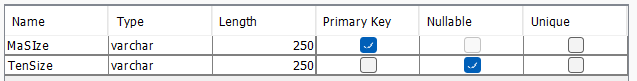 Name Type Length Primary Key Nullable Unique
MaSIze varchar 250
TenSize varchar 250